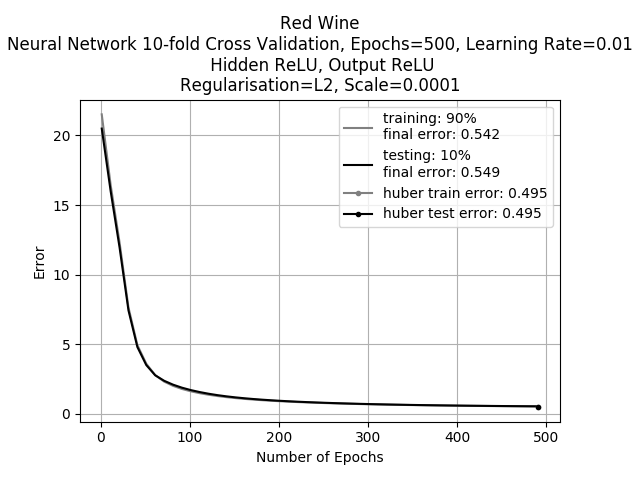 Red Wine
Neural Network 10-fold Cross Validation, Epochs=500, Learning Rate=0.01
Hidden ReLU, Output ReLU
Regularisation=L2, Scale=0.0001
training: 90%
final error: 0.542
testing: 10%
final error: 0.549
huber train error: 0.495
huber test error: 0.495
Error
20
15
10
5
0
0 100 200 300 400 500
Number of Epochs